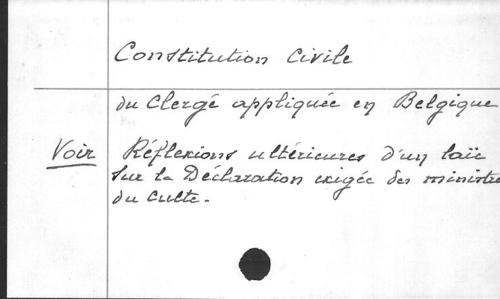 Constitution Civile
du Clergé appliquée en Belgique
Voir Réflexions ultérieures d'un laïc
sur la Déclaration exigée des ministre
du culte.